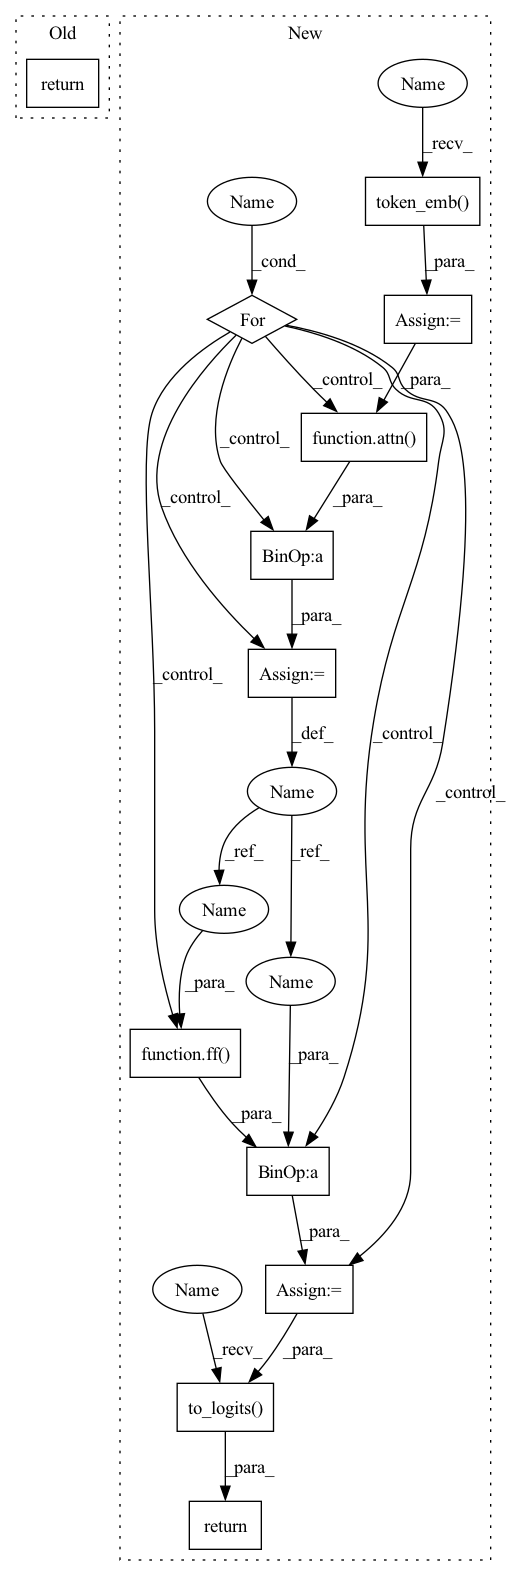 Old
New
return
Name
_recv_
Name
token_emb()
_cond_
_para_
For
Assign:=
_control_
_para_
_control_
function.attn()
_control_
_para_
BinOp:a
_para_
_control_
Assign:=
_def_
_control_
Name
_control_
_ref_
_ref_
Name
Name
_para_
function.ff()
_para_
_para_
BinOp:a
_para_
Name
Assign:=
_recv_
_para_
to_logits()
_para_
return